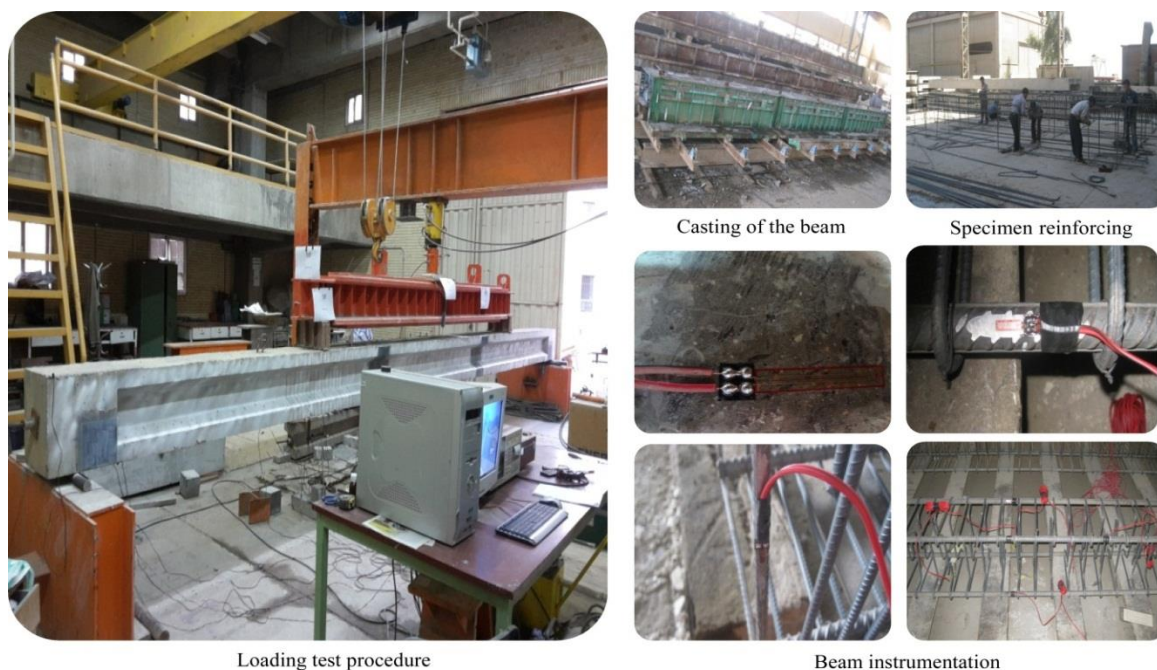 Casting of the beam
Specimen reinforcing
Loading test procedure
Beam instrumentation